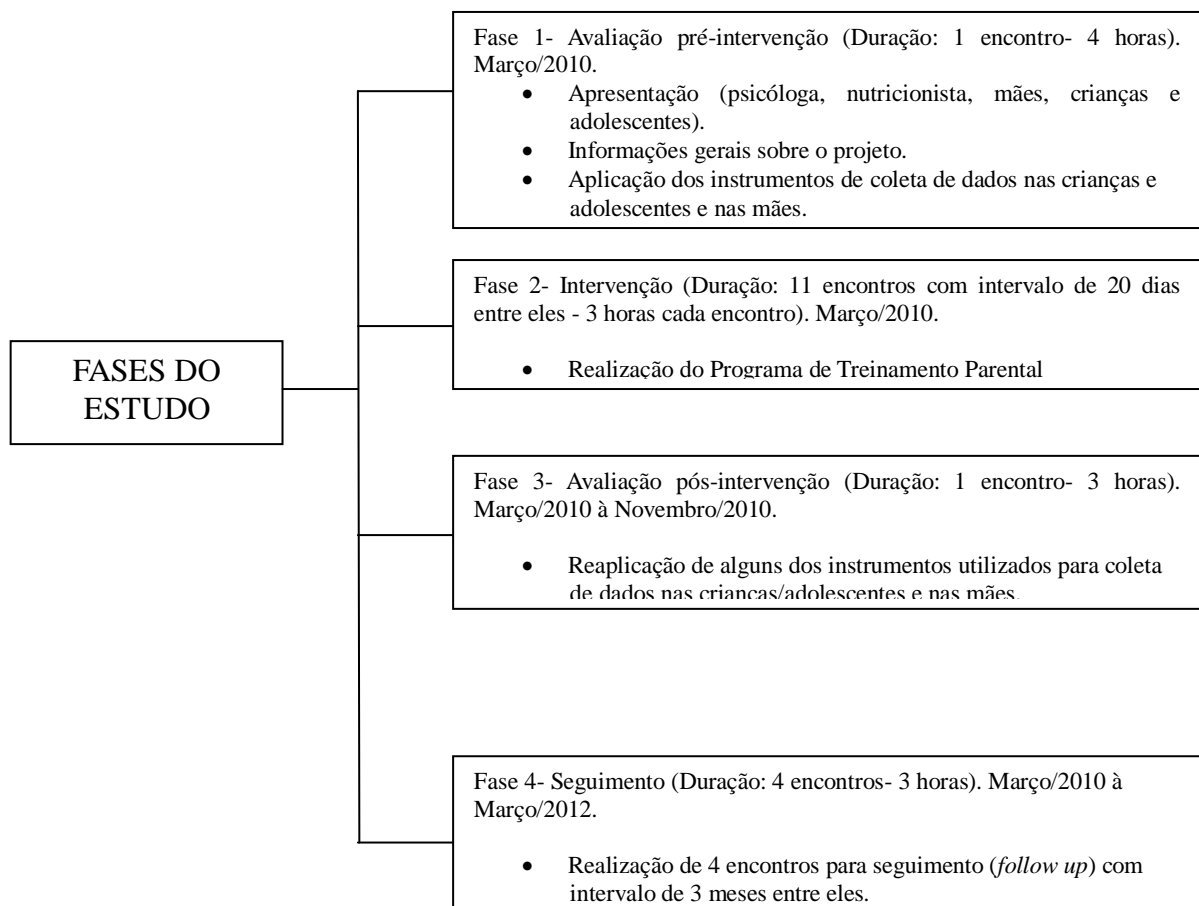 FASES DO
ESTUDO
Fase 1- Avaliação pré-intervenção (Duração: 1 encontro- 4 horas).
Março/2010.
• Apresentação (psicóloga, nutricionista, mães, crianças e
adolescentes).
• Informações gerais sobre o projeto.
• Aplicação dos instrumentos de coleta de dados nas crianças e
adolescentes e nas mães.
Fase 2- Intervenção (Duração: 11 encontros com intervalo de 20 dias
entre eles - 3 horas cada encontro). Março/2010.
• Realização do Programa de Treinamento Parental
Fase 3- Avaliação pós-intervenção (Duração: 1 encontro- 3 horas).
Março/2010 à Novembro/2010.
• Reaplicação de alguns dos instrumentos utilizados para coleta
de dados nas crianças/adolescentes e nas mães.
Fase 4- Seguimento (Duração: 4 encontros- 3 horas). Março/2010 à
Março/2012.
• Realização de 4 encontros para seguimento (follow up) com
intervalo de 3 meses entre eles.